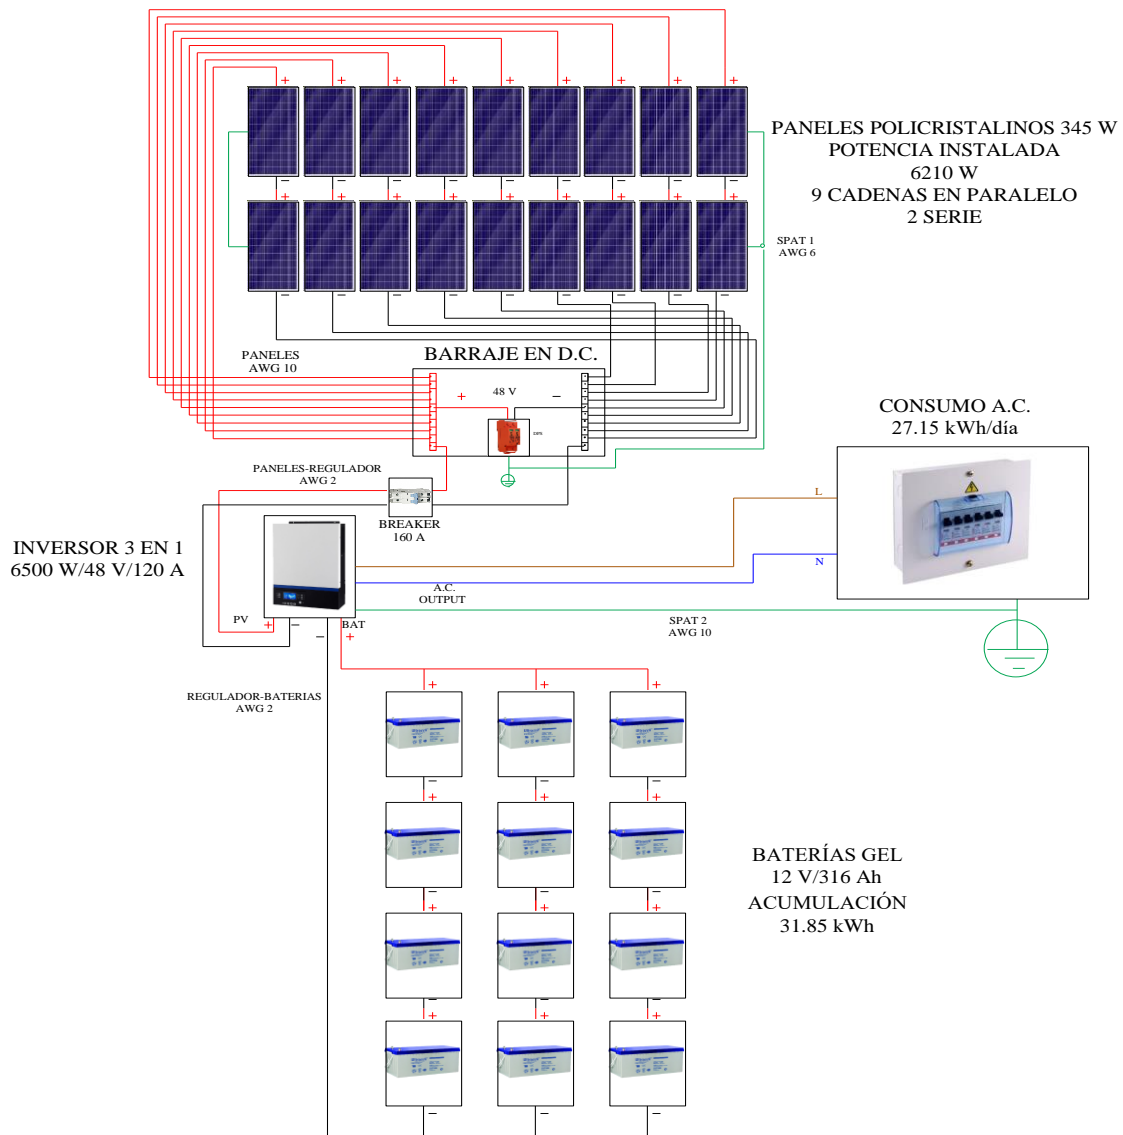 PANELES POLICRISTALINOS 345 W
POTENCIA INSTALADA
6210 W
9 CADENAS EN PARALELO
2 SERIE
SPAT 1
AWG 6
PANELES
AWG 10
BARRAJE EN D.C.
+
48 V
−
DPS
CONSUMO A.C.
27.15 kWh/día
PANELES-REGULADOR
AWG 2
BREAKER
160 A
L
N
INVERSOR 3 EN 1
6500 W/48 V/120 A
A.C.
OUTPUT
PV
+
−
−
BAT
+
SPAT 2
AWG 10
REGULADOR-BATERIAS
AWG 2
BATERÍAS GEL
12 V/316 Ah
ACUMULACIÓN
31.85 kWh